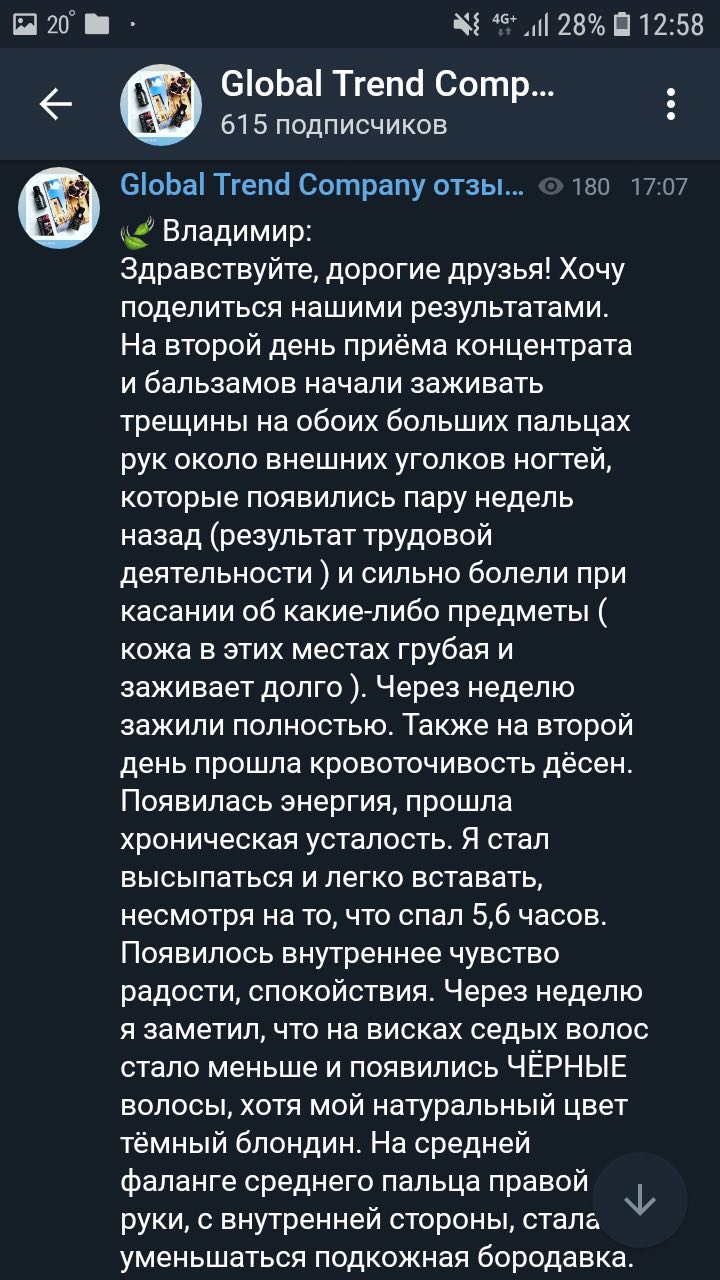 20°
4G+ 28% 12:58
Global Trend Comp...
615 подписчиков
Global Trend Company отзы... 180 17:07
Владимир:
Здравствуйте, дорогие друзья! Хочу
поделиться нашими результатами.
На второй день приёма концентрата
и бальзамов начали заживать
трещины на обоих больших пальцах
рук около внешних уголков ногтей,
которые появились пару недель
назад (результат трудовой
деятельности ) и сильно болели при
касании об какие-либо предметы (
кожа в этих местах грубая и
заживает долго ). Через неделю
зажили полностью. Также на второй
день прошла кровоточивость дёсен.
Появилась энергия, прошла
хроническая усталость. Я стал
высыпаться и легко вставать,
несмотря на то, что спал 5,6 часов.
Появилось внутреннее чувство
радости, спокойствия. Через неделю
я заметил, что на висках седых волос
стало меньше и появились ЧЁРНЫЕ
волосы, хотя мой натуральный цвет
тёмный блондин. На средней
фаланге среднего пальца правой
руки, с внутренней стороны, стала
уменьшаться подкожная бородавка.